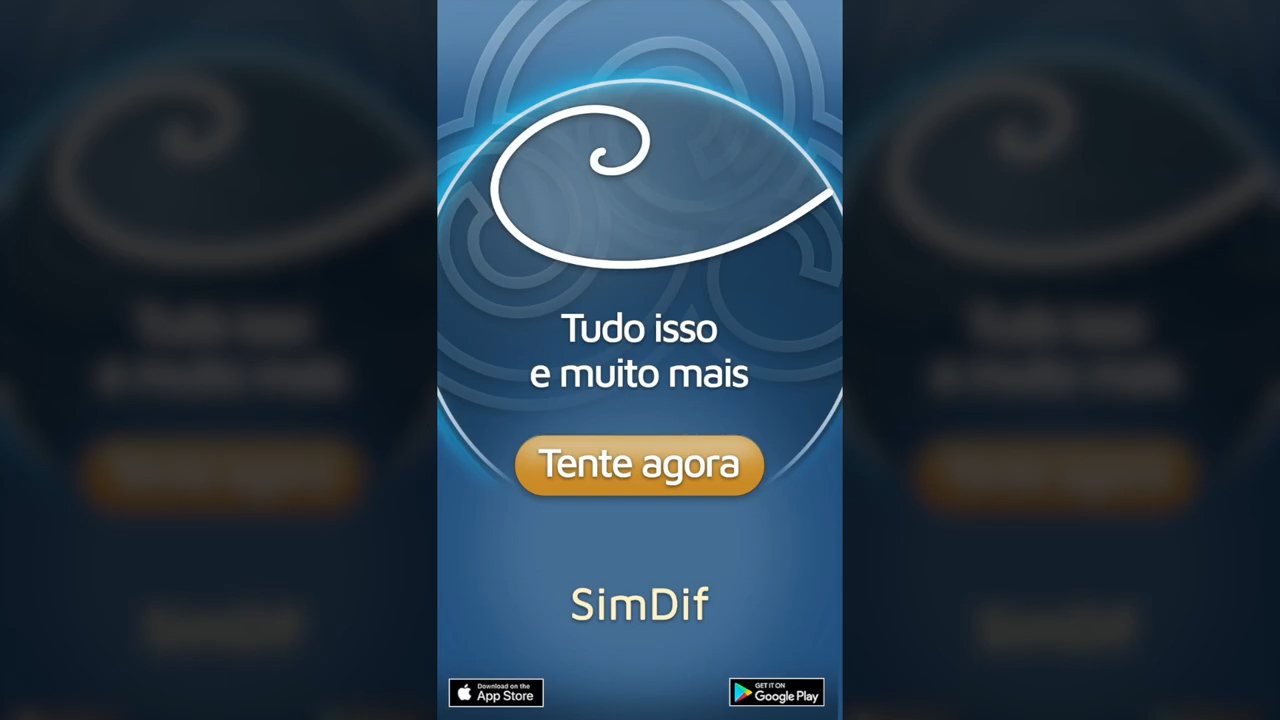 Tudo isso
e muito mais
Tente agora
SimDif
Download on the
App Store
GET IT ON
Google Play